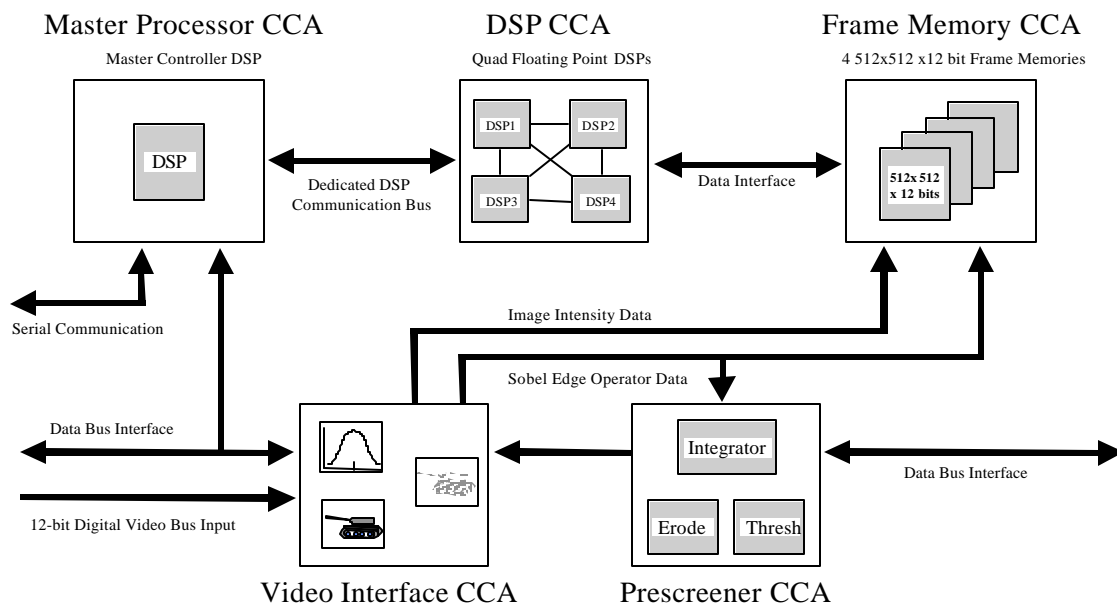 Master Processor CCA
DSP CCA
Frame Memory CCA
Master Controller DSP
Quad Floating Point DSPs
4 512x512 x12 bit Frame Memories
DSP
DSP1
DSP2
DSP3
DSP4
512x 512
x 12 bits
Dedicated DSP
Communication Bus
Data Interface
Serial Communication
Image Intensity Data
Sobel Edge Operator Data
Data Bus Interface
12-bit Digital Video Bus Input
Integrator
Erode
Thresh
Data Bus Interface
Video Interface CCA
Prescreener CCA